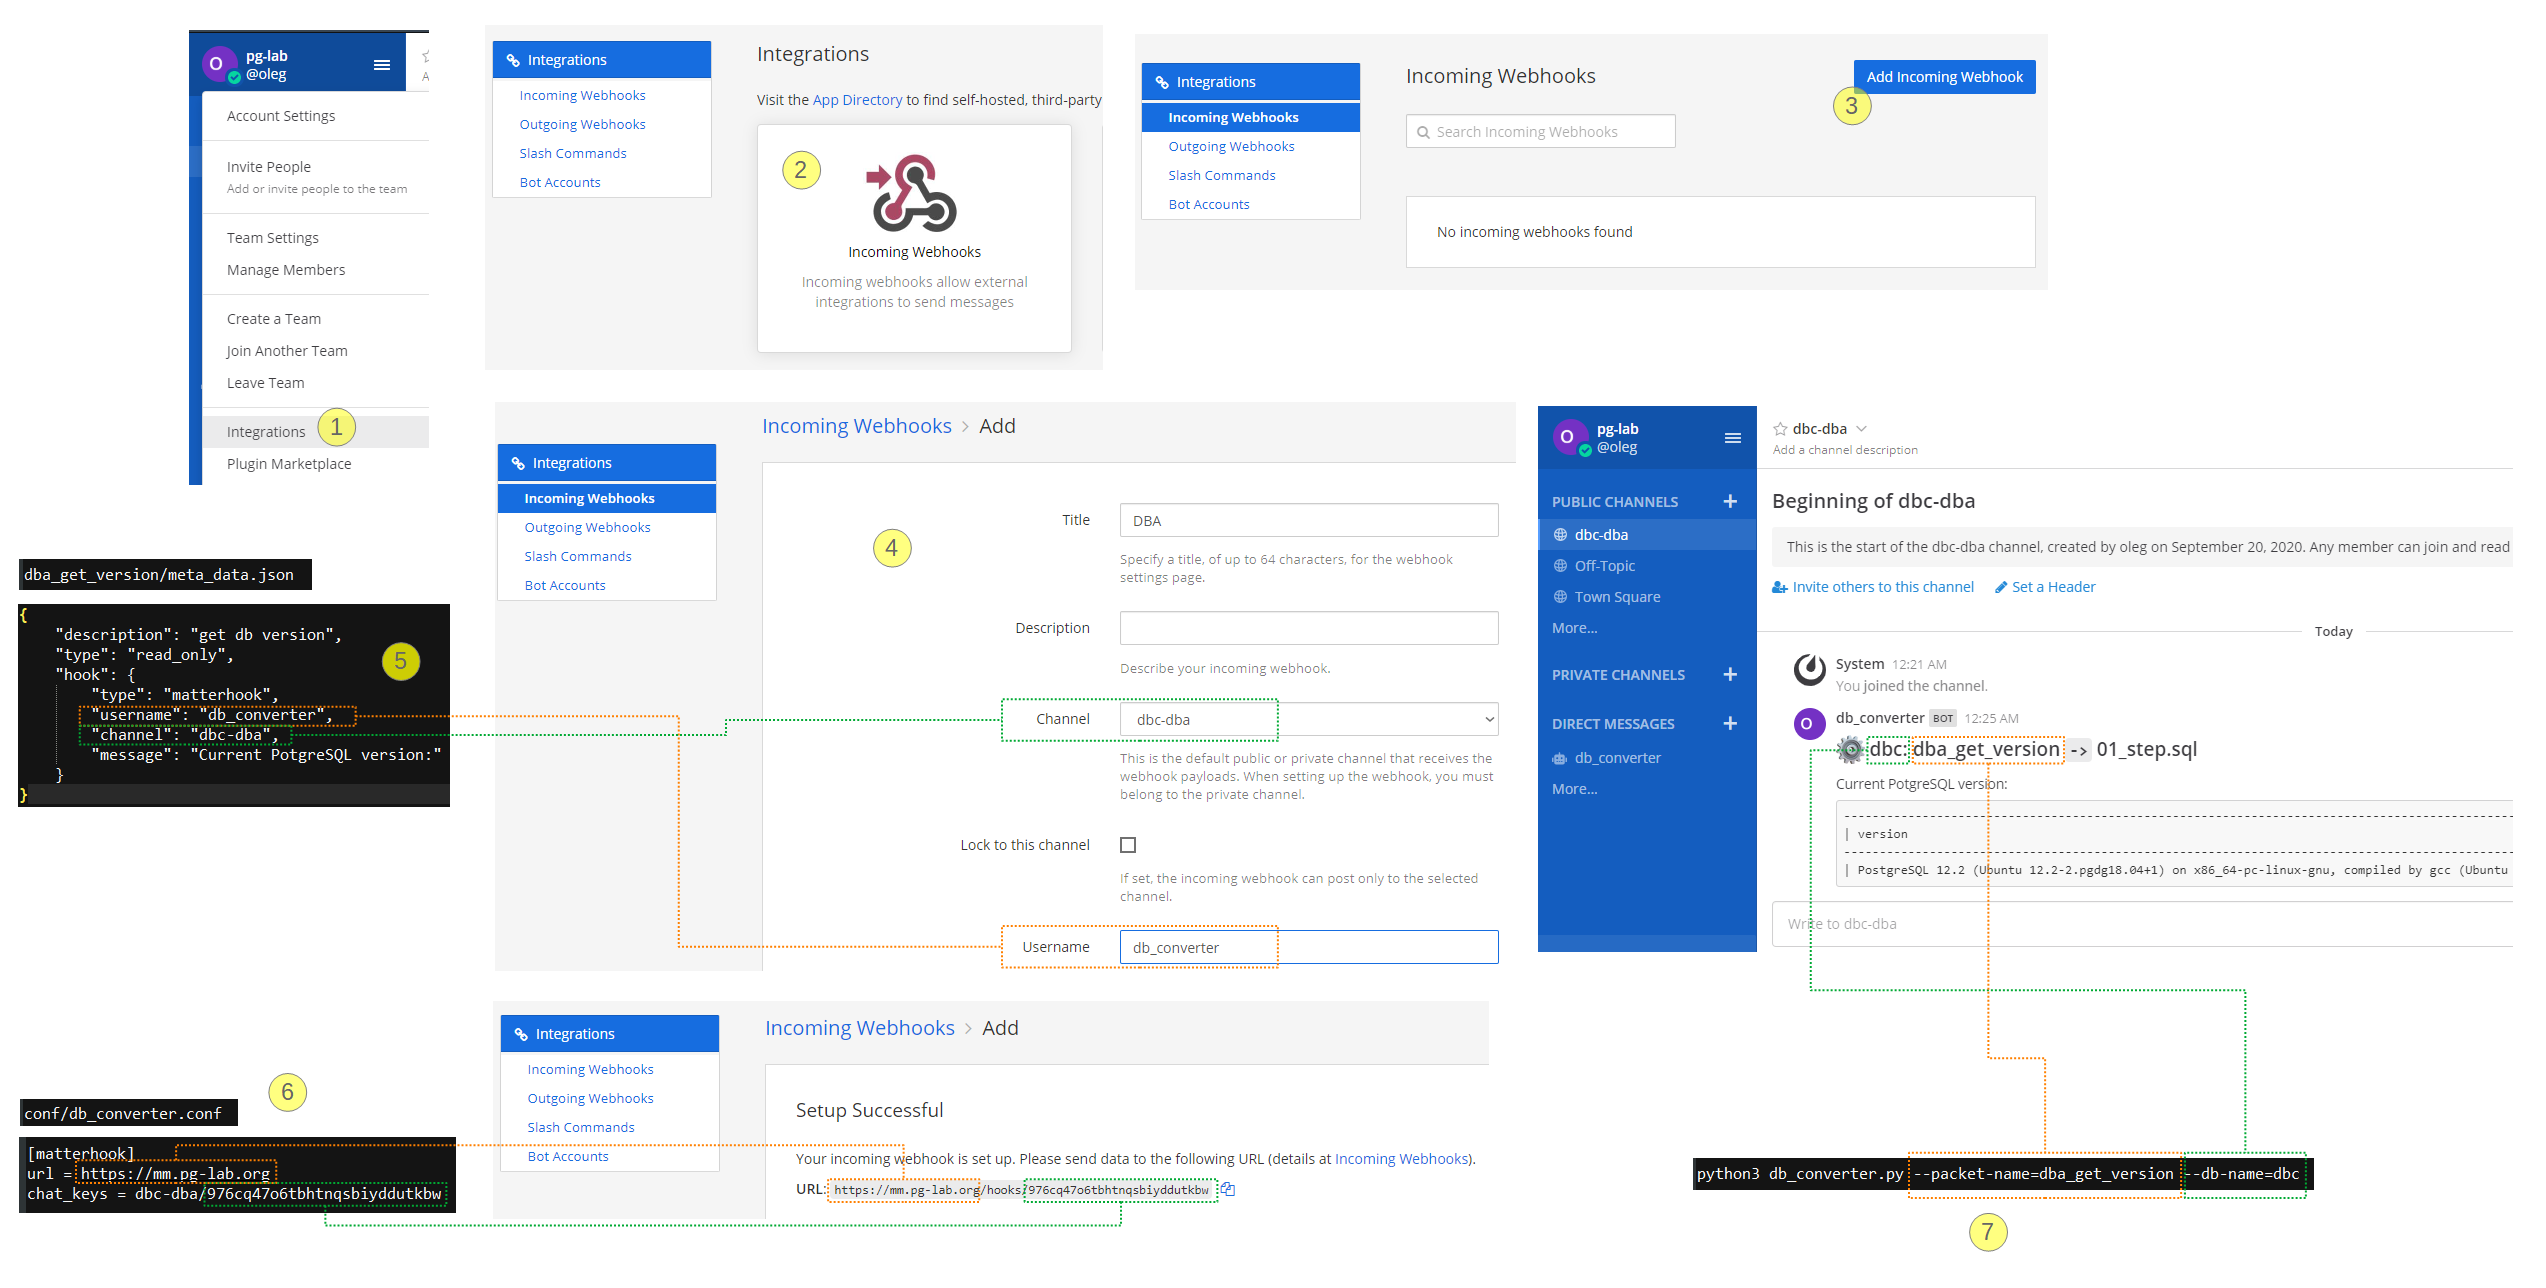 O
pg-lab
@oleg
A
Account Settings
Invite People
Add or invite people to the team
Team Settings
Manage Members
Create a Team
Join Another Team
Leave Team
Integrations
1
Plugin Marketplace
Integrations
Incoming Webhooks
Outgoing Webhooks
Slash Commands
Bot Accounts
Integrations
Visit the App Directory to find self-hosted, third-party
2
Incoming Webhooks
Incoming webhooks allow external
integrations to send messages
Integrations
Incoming Webhooks
Outgoing Webhooks
Slash Commands
Bot Accounts
Incoming Webhooks
Add Incoming Webhook
3
Search Incoming Webhooks
No incoming webhooks found
Incoming Webhooks > Add
Integrations
Incoming Webhooks
Outgoing Webhooks
Slash Commands
Bot Accounts
4
Title DBA
Specify a title, of up to 64 characters, for the webhook
settings page.
Description
Describe your incoming webhook.
Channel dbc-dba
This is the default public or private channel that receives the
webhook payloads. When setting up the webhook, you must
belong to the private channel.
Lock to this channel
If set, the incoming webhook can post only to the selected
channel.
Username db_converter
dba_get_version/meta_data.json
5
{
"description": "get db version",
"type": "read_only",
"hook": {
"type": "matterhook",
"username": "db_converter",
"channel": "dbc-dba",
"message": "Current PotgreSQL version:"
}
}
O
pg-lab
@oleg
PUBLIC CHANNELS +
dbc-dba
Off-Topic
Town Square
More...
PRIVATE CHANNELS +
DIRECT MESSAGES +
db_converter
More...
dbc-dba
Add a channel description
Beginning of dbc-dba
This is the start of the dbc-dba channel, created by oleg on September 20, 2020. Any member can join and read
Invite others to this channel Set a Header
Today
System 12:21 AM
You joined the channel.
O
db_converter BOT 12:25 AM
dbc: dba_get_version -> 01_step.sql
Current PotgreSQL version:
| version
| PostgreSQL 12.2 (Ubuntu 12.2-2.pgdg18.04+1) on x86_64-pc-linux-gnu, compiled by gcc (Ubuntu
Write to dbc-dba
6
conf/db_converter.conf
[matterhook]
url = https://mm.pg-lab.org
chat_keys = dbc-dba/976cq47o6tbhtnqsbiyddutkbw
Integrations
Incoming Webhooks
Outgoing Webhooks
Slash Commands
Bot Accounts
Incoming Webhooks > Add
Setup Successful
Your incoming webhook is set up. Please send data to the following URL (details at Incoming Webhooks).
URL: https://mm.pg-lab.org/hooks/976cq47o6tbhtnqsbiyddutkbw
python3 db_converter.py --packet-name=dba_get_version --db-name=dbc
7